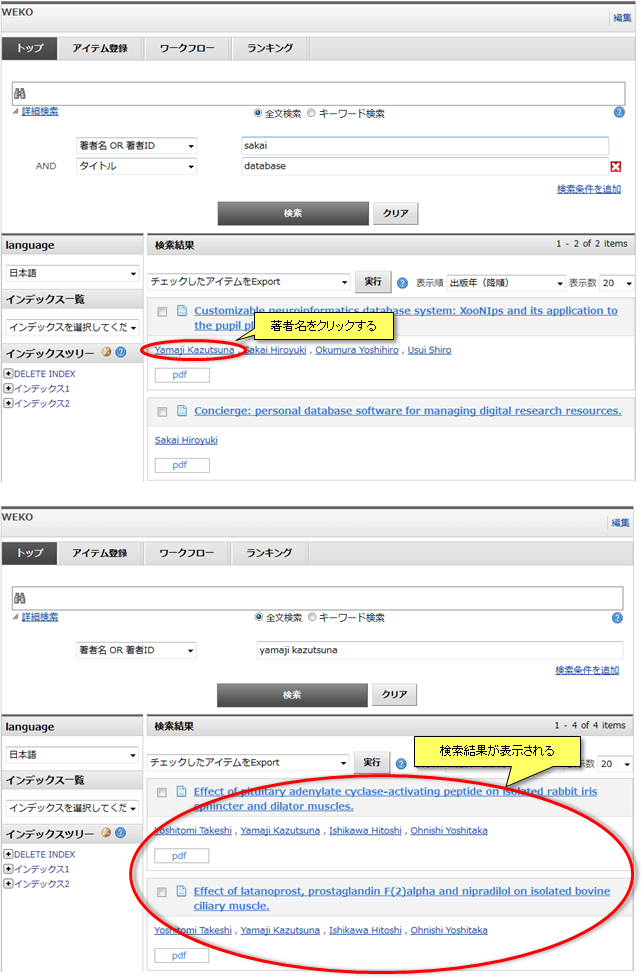 WEKO
編集
トップ アイテム登録 ワークフロー ランキング
詳細検索 全文検索 キーワード検索 ?
著者名 OR 著者ID sakai
AND タイトル database
検索条件を追加
検索 クリア
language 検索結果 1 - 2 of 2 items
日本語 チェックしたアイテムをExport 実行 ? 表示順 出版年（降順） 表示数 20
インデックス一覧
インデックスを選択してくだ
インデックスツリー ?
DELETE INDEX
インデックス1
インデックス2
Customizable neuroinformatics database system: XooNIps and its application to
the pupil
著者名をクリックする
Yamaji Kazutsuna , Sakai Hiroyuki , Okumura Yoshihiro , Usui Shiro
pdf
Concierge: personal database software for managing digital research resources.
Sakai Hiroyuki
pdf
WEKO
編集
トップ アイテム登録 ワークフロー ランキング
詳細検索 全文検索 キーワード検索 ?
著者名 OR 著者ID yamaji kazutsuna
検索条件を追加
検索 クリア
language 検索結果 1 - 4 of 4 items
日本語 チェックしたアイテムをExport 実行 ? 示数 20
検索結果が表示される
インデックス一覧
インデックスを選択してくだ
インデックスツリー ?
DELETE INDEX
インデックス1
インデックス2
Effect of pituitary adenylate cyclase-activating peptide on isolated rabbit iris
sphincter and dilator muscles.
Yoshitomi Takeshi , Yamaji Kazutsuna , Ishikawa Hitoshi , Ohnishi Yoshitaka
pdf
Effect of latanoprost, prostaglandin F(2)alpha and nipradilol on isolated bovine
ciliary muscle.
Yoshitomi Takeshi , Yamaji Kazutsuna , Ishikawa Hitoshi , Ohnishi Yoshitaka
pdf